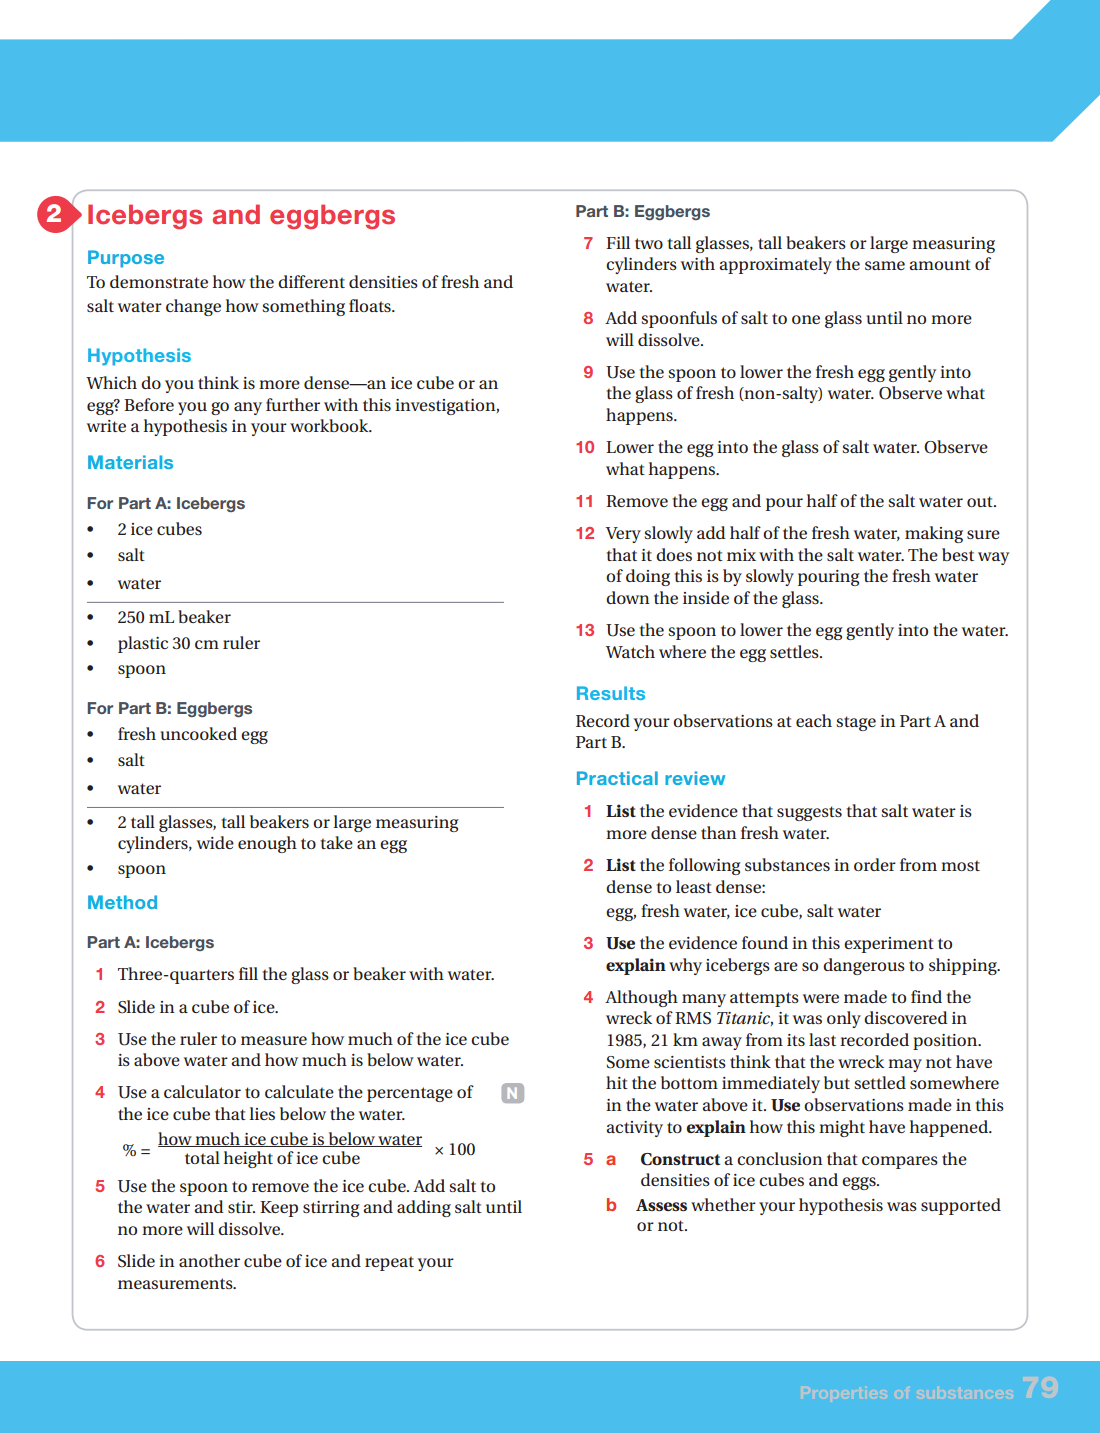 2 Icebergs and eggbergs
Purpose
To demonstrate how the different densities of fresh and
salt water change how something floats.
Hypothesis
Which do you think is more dense—an ice cube or an
egg? Before you go any further with this investigation,
write a hypothesis in your workbook.
Materials
For Part A: Icebergs
• 2 ice cubes
• salt
• water
• 250 mL beaker
• plastic 30 cm ruler
• spoon
For Part B: Eggbergs
• fresh uncooked egg
• salt
• water
• 2 tall glasses, tall beakers or large measuring
cylinders, wide enough to take an egg
• spoon
Method
Part A: Icebergs
1 Three-quarters fill the glass or beaker with water.
2 Slide in a cube of ice.
3 Use the ruler to measure how much of the ice cube
is above water and how much is below water.
4 Use a calculator to calculate the percentage of N
the ice cube that lies below the water.
% = how much ice cube is below water × 100
total height of ice cube
5 Use the spoon to remove the ice cube. Add salt to
the water and stir. Keep stirring and adding salt until
no more will dissolve.
6 Slide in another cube of ice and repeat your
measurements.
Part B: Eggbergs
7 Fill two tall glasses, tall beakers or large measuring
cylinders with approximately the same amount of
water.
8 Add spoonfuls of salt to one glass until no more
will dissolve.
9 Use the spoon to lower the fresh egg gently into
the glass of fresh (non-salty) water. Observe what
happens.
10 Lower the egg into the glass of salt water. Observe
what happens.
11 Remove the egg and pour half of the salt water out.
12 Very slowly add half of the fresh water, making sure
that it does not mix with the salt water. The best way
of doing this is by slowly pouring the fresh water
down the inside of the glass.
13 Use the spoon to lower the egg gently into the water.
Watch where the egg settles.
Results
Record your observations at each stage in Part A and
Part B.
Practical review
1 List the evidence that suggests that salt water is
more dense than fresh water.
2 List the following substances in order from most
dense to least dense:
egg, fresh water, ice cube, salt water
3 Use the evidence found in this experiment to
explain why icebergs are so dangerous to shipping.
4 Although many attempts were made to find the
wreck of RMS Titanic, it was only discovered in
1985, 21 km away from its last recorded position.
Some scientists think that the wreck may not have
hit the bottom immediately but settled somewhere
in the water above it. Use observations made in this
activity to explain how this might have happened.
5 a Construct a conclusion that compares the
densities of ice cubes and eggs.
b Assess whether your hypothesis was supported
or not.
Properties of substances 79